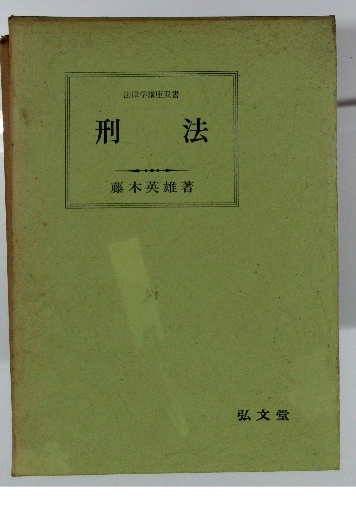 法律学講座双書
刑 法
藤木英雄著
弘文堂